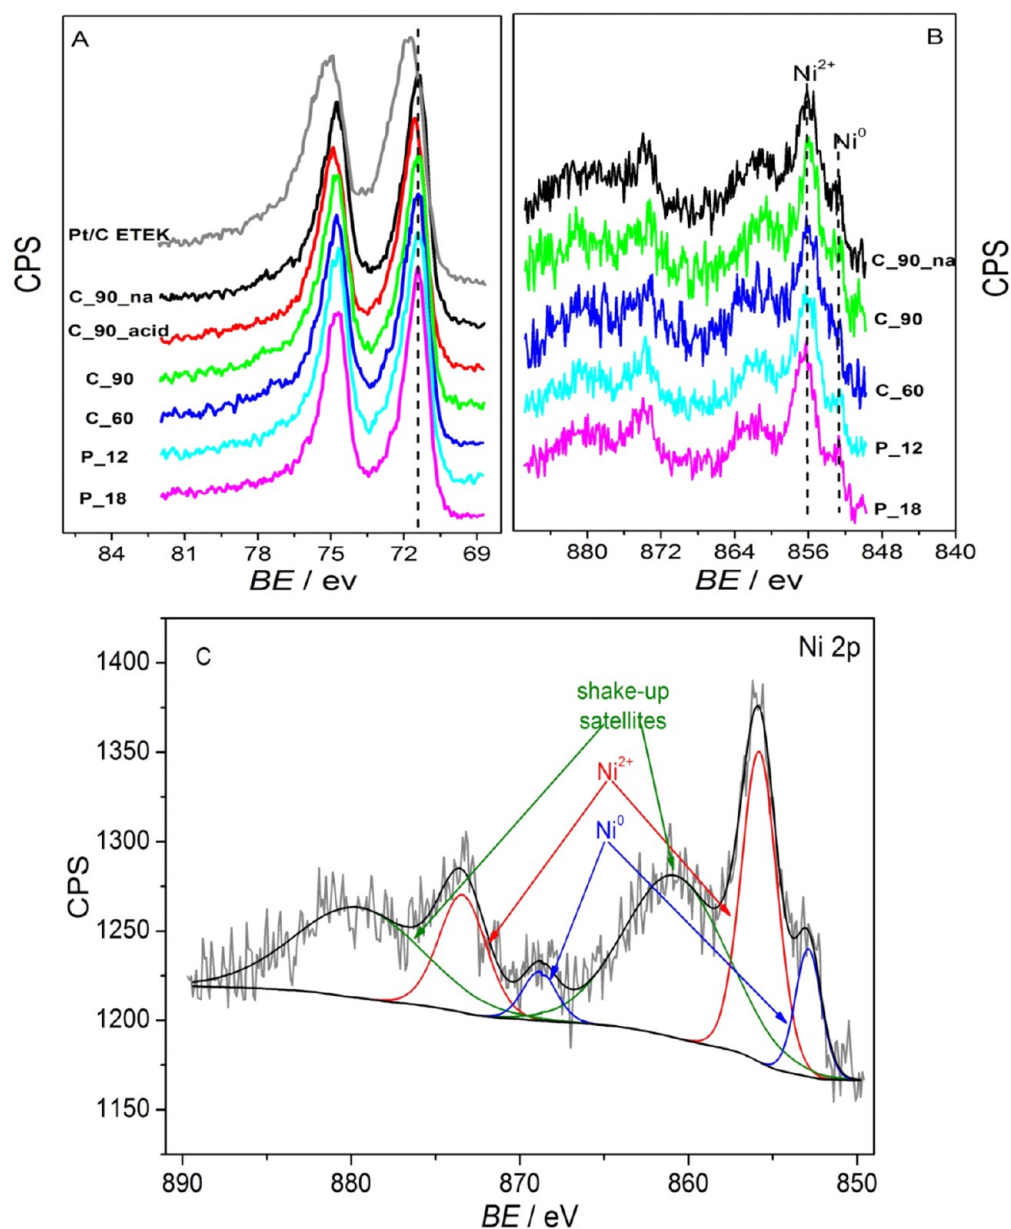 A
Pt/C ETEK
C_90_na
C_90_acid
C_90
C_60
P_12
P_18
CPS
84 81 78 75 72 69
BE / ev
B
Ni²⁺
Ni⁰
C_90_na
C_90
C_60
P_12
P_18
CPS
880 872 864 856 848 840
BE / ev
C
Ni 2p
shake-up
satellites
Ni²⁺
Ni⁰
CPS
1400
1350
1300
1250
1200
1150
890 880 870 860 850
BE / eV